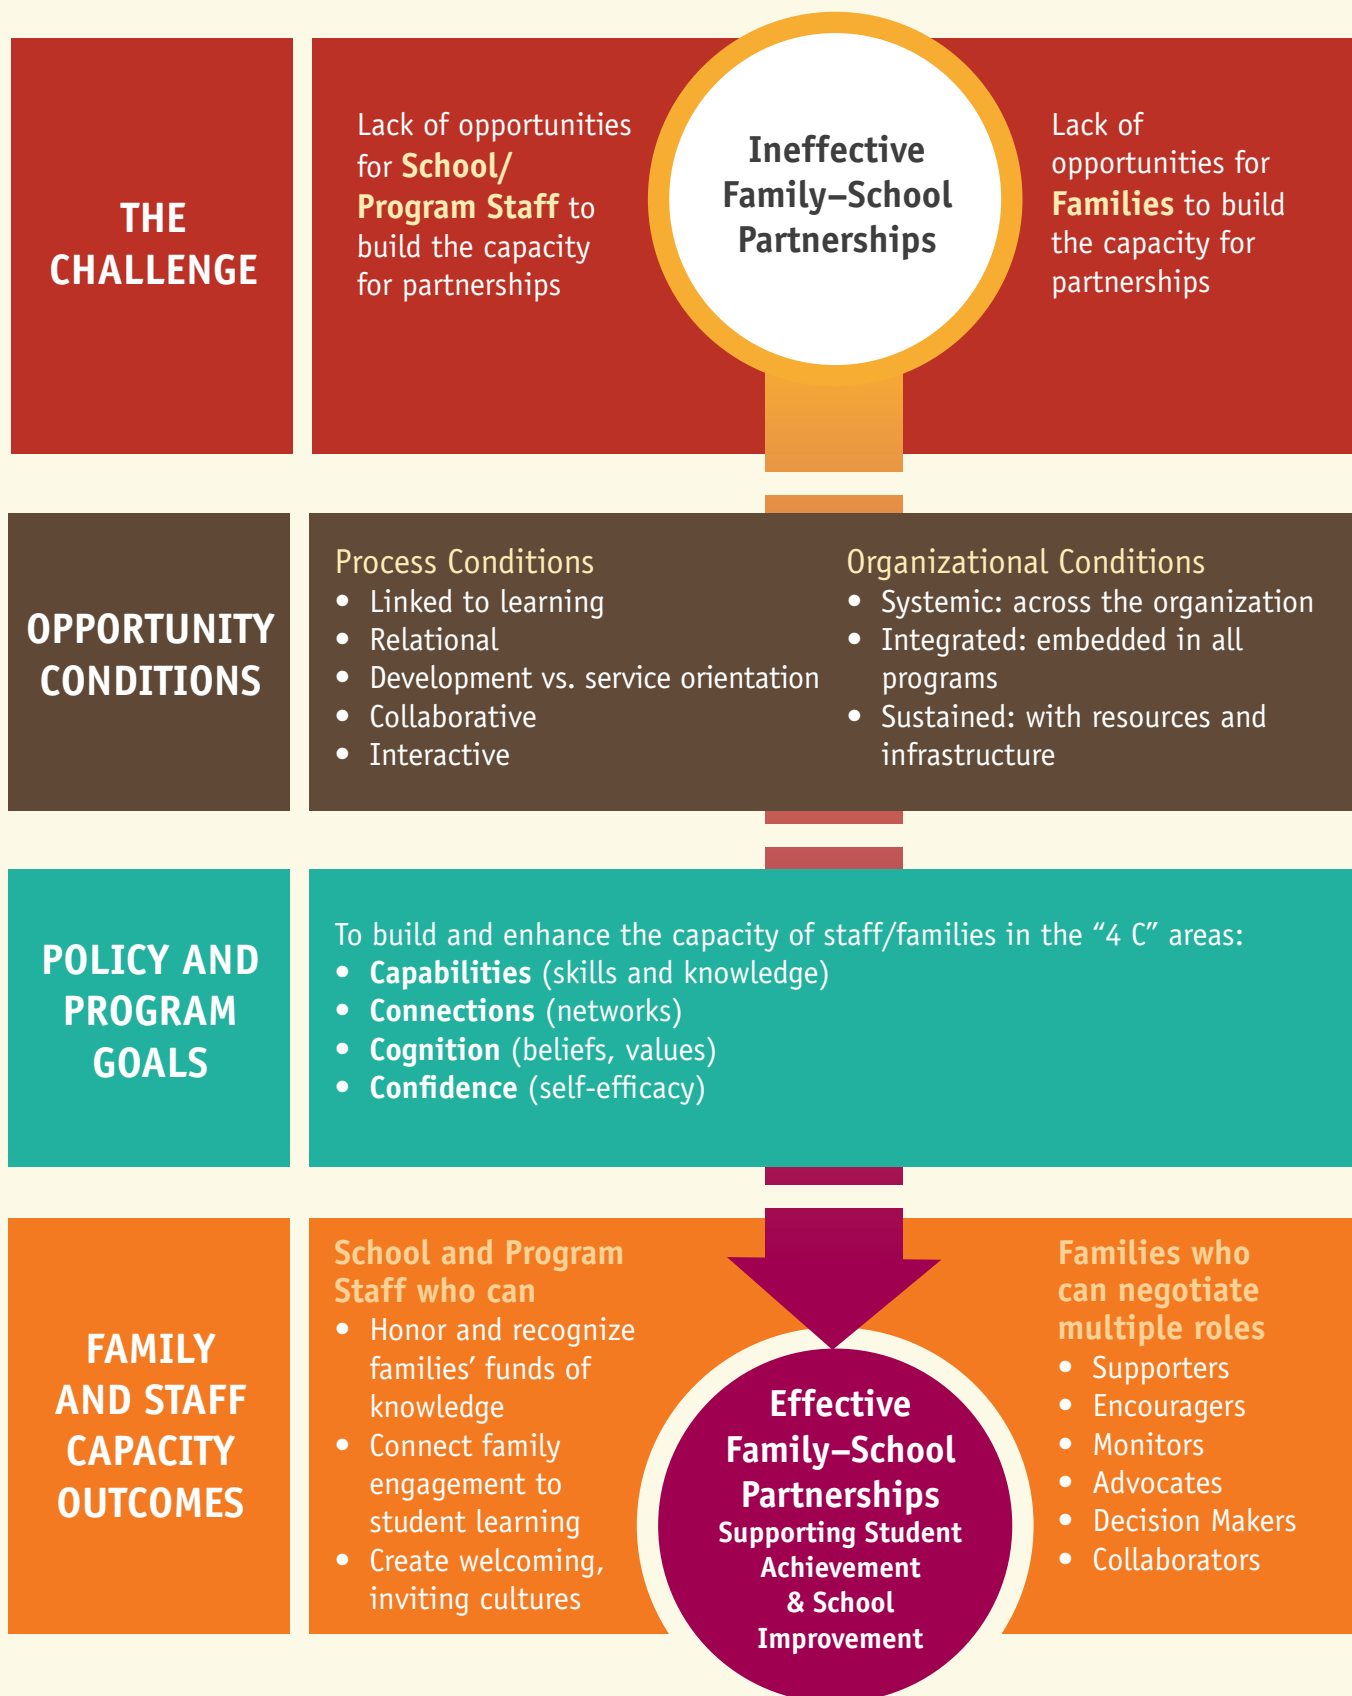 THE
CHALLENGE
Lack of opportunities
for School/
Program Staff to
build the capacity
for partnerships
Ineffective
Family–School
Partnerships
Lack of
opportunities for
Families to build
the capacity for
partnerships
OPPORTUNITY
CONDITIONS
Process Conditions
• Linked to learning
• Relational
• Development vs. service orientation
• Collaborative
• Interactive
Organizational Conditions
• Systemic: across the organization
• Integrated: embedded in all
programs
• Sustained: with resources and
infrastructure
POLICY AND
PROGRAM
GOALS
To build and enhance the capacity of staff/families in the “4 C” areas:
• Capabilities (skills and knowledge)
• Connections (networks)
• Cognition (beliefs, values)
• Confidence (self-efficacy)
FAMILY
AND STAFF
CAPACITY
OUTCOMES
School and Program
Staff who can
• Honor and recognize
families’ funds of
knowledge
• Connect family
engagement to
student learning
• Create welcoming,
inviting cultures
Effective
Family–School
Partnerships
Supporting Student
Achievement
& School
Improvement
Families who
can negotiate
multiple roles
• Supporters
• Encouragers
• Monitors
• Advocates
• Decision Makers
• Collaborators